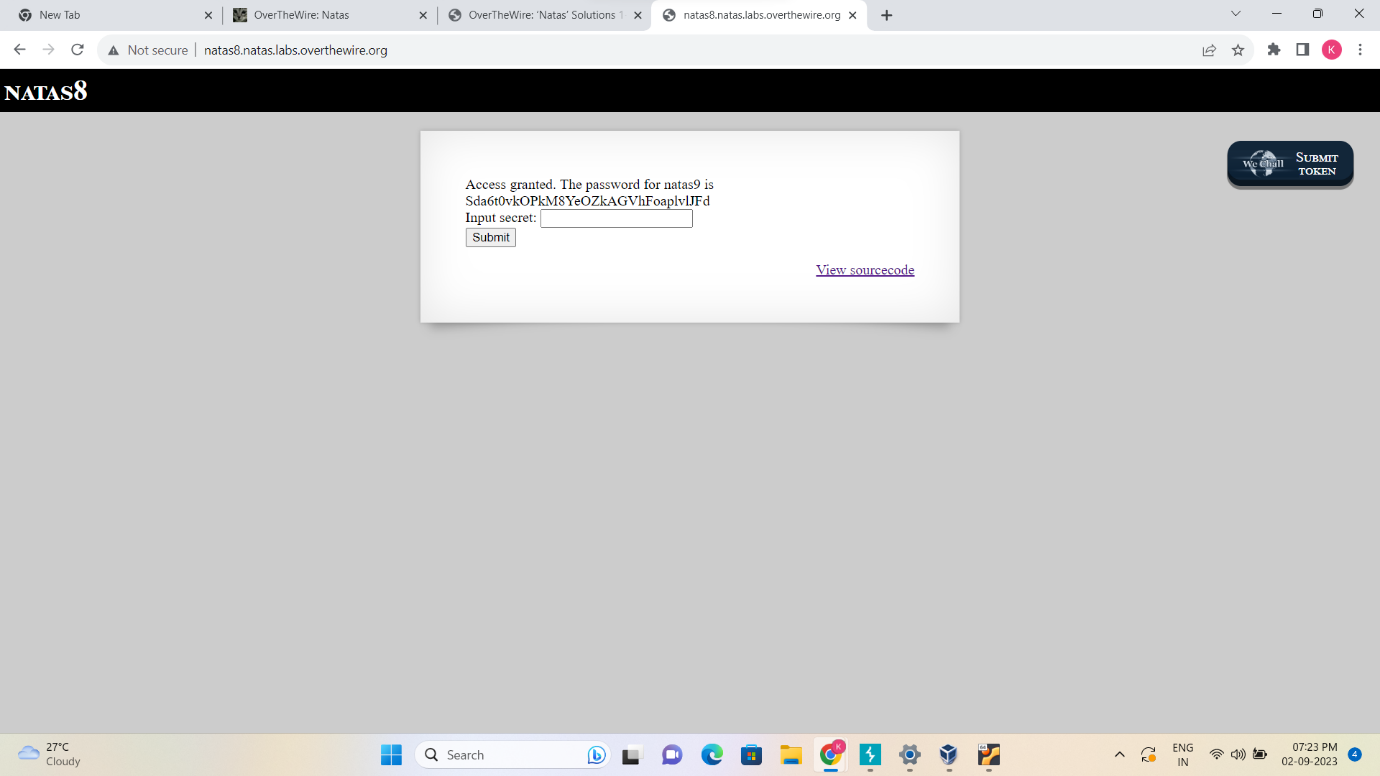 New Tab
OverTheWire: Natas
OverTheWire: 'Natas' Solutions 1
natas8.natas.labs.overthewire.org
Not secure
natas8.natas.labs.overthewire.org
K
NATAS8
Access granted. The password for natas9 is
Sda6t0vkOPkM8YeOZkAGVhFoaplvlJFd
Input secret:
Submit
View sourcecode
We Chall
SUBMIT
TOKEN
27°C
Cloudy
Search
K
ENG
IN
07:23 PM
02-09-2023
4